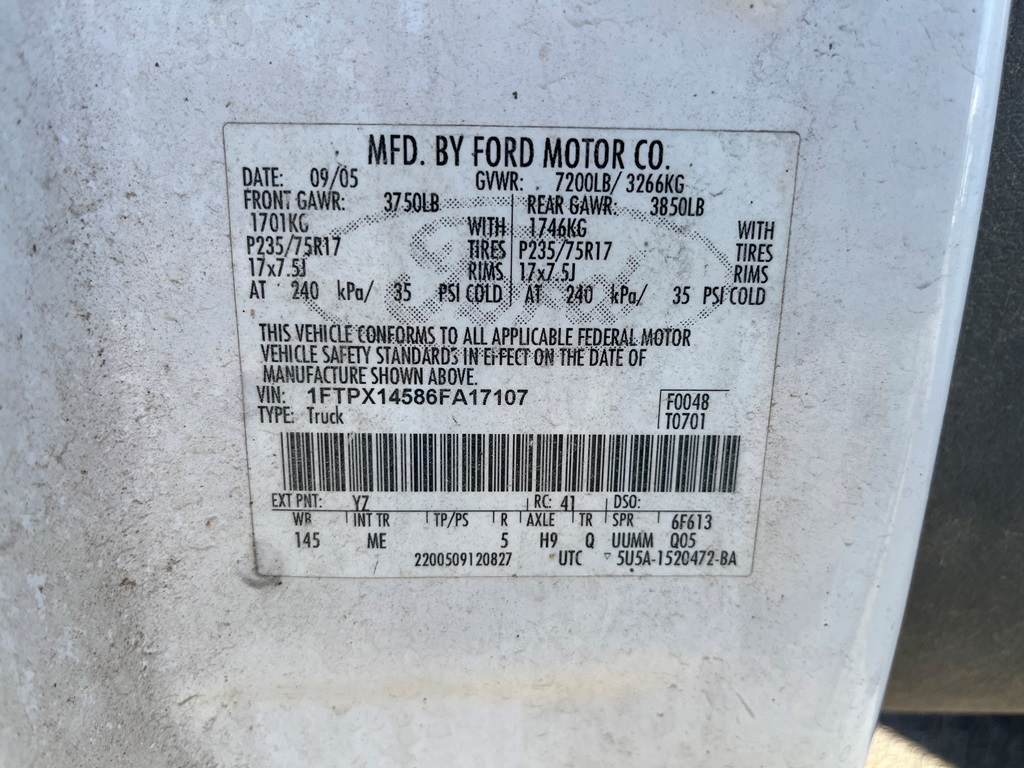 MFD. BY FORD MOTOR CO.
DATE: 09/05 GVWR: 7200LB/ 3266KG
FRONT GAWR: 3750LB REAR GAWR: 3850LB
1701KG WITH 1746KG WITH
P235/75R17 TIRES P235/75R17 TIRES
17x7.5J RIMS 17x7.5J RIMS
AT 240 kPa/ 35 PSI COLD AT 240 kPa/ 35 PSI COLD
THIS VEHICLE CONFORMS TO ALL APPLICABLE FEDERAL MOTOR
VEHICLE SAFETY STANDARDS IN EFFECT ON THE DATE OF
MANUFACTURE SHOWN ABOVE.
VIN: 1FTPX14586FA17107 F0048
TYPE: Truck T0701
EXT PNT: YZ RC: 41 DSO:
WB INT TR TP/PS R AXLE TR SPR 6F613
145 ME 5 H9 Q UUMM Q05
2200509120827 UTC ▽ 5U5A-1520472-BA